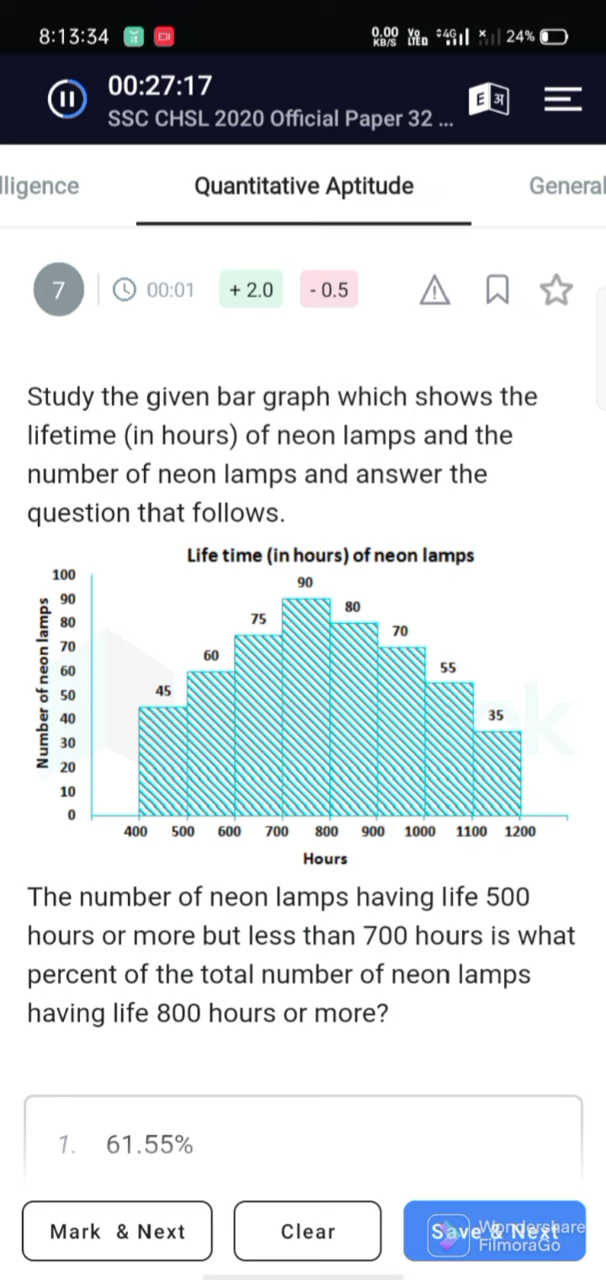 8:13:34 0.00 KB/S 4G 24%
00:27:17
SSC CHSL 2020 Official Paper 32 ...
E अ
lligence Quantitative Aptitude General
7 00:01 + 2.0 - 0.5
Study the given bar graph which shows the
lifetime (in hours) of neon lamps and the
number of neon lamps and answer the
question that follows.
Life time (in hours) of neon lamps
Number of neon lamps
100
90
80
70
60
50
40
30
20
10
0
45 60 75 90 80 70 55 35
400 500 600 700 800 900 1000 1100 1200
Hours
The number of neon lamps having life 500
hours or more but less than 700 hours is what
percent of the total number of neon lamps
having life 800 hours or more?
1. 61.55%
Mark & Next Clear Save & Next
Wondershare
FilmoraGo